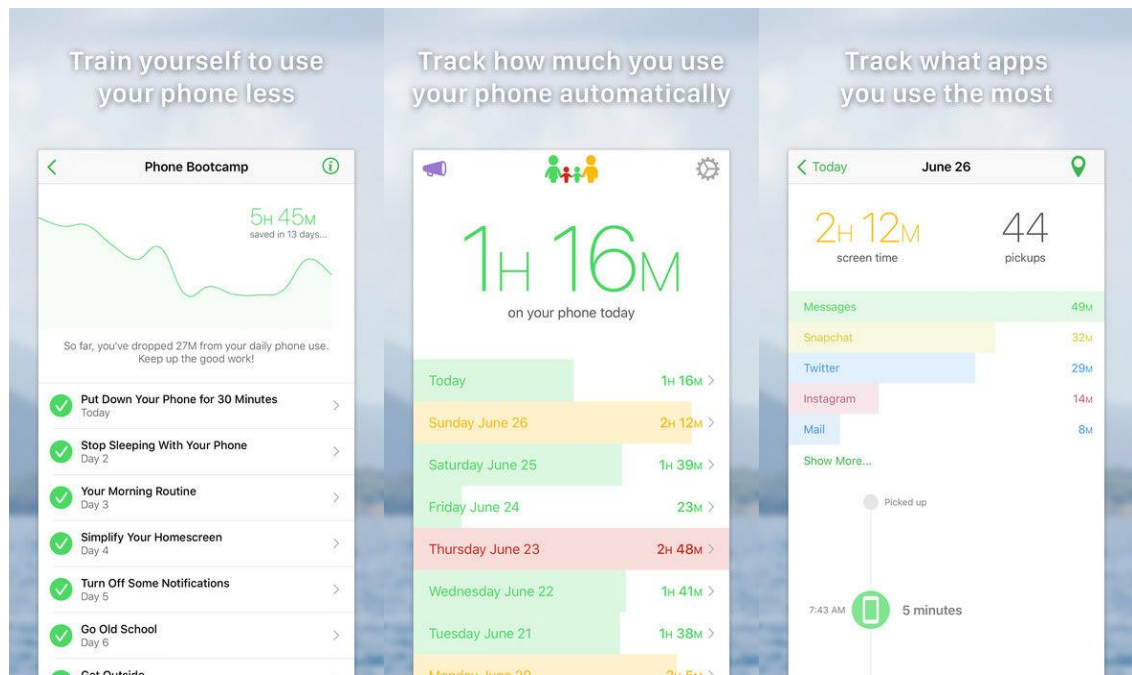 Train yourself to use
your phone less
Phone Bootcamp
5H 45M
saved in 13 days...
So far, you've dropped 27M from your daily phone use.
Keep up the good work!
Put Down Your Phone for 30 Minutes
Today
Stop Sleeping With Your Phone
Day 2
Your Morning Routine
Day 3
Simplify Your Homescreen
Day 4
Turn Off Some Notifications
Day 5
Go Old School
Day 6
Get Outside
Track how much you use
your phone automatically
1H 16M
on your phone today
Today 1H 16M
Sunday June 26 2H 12M
Saturday June 25 1H 39M
Friday June 24 23M
Thursday June 23 2H 48M
Wednesday June 22 1H 41M
Tuesday June 21 1H 38M
Monday June 20 2H 5M
Track what apps
you use the most
Today June 26
2H 12M 44
screen time pickups
Messages 49M
Snapchat 32M
Twitter 29M
Instagram 14M
Mail 8M
Show More...
Picked up
7:43 AM 5 minutes